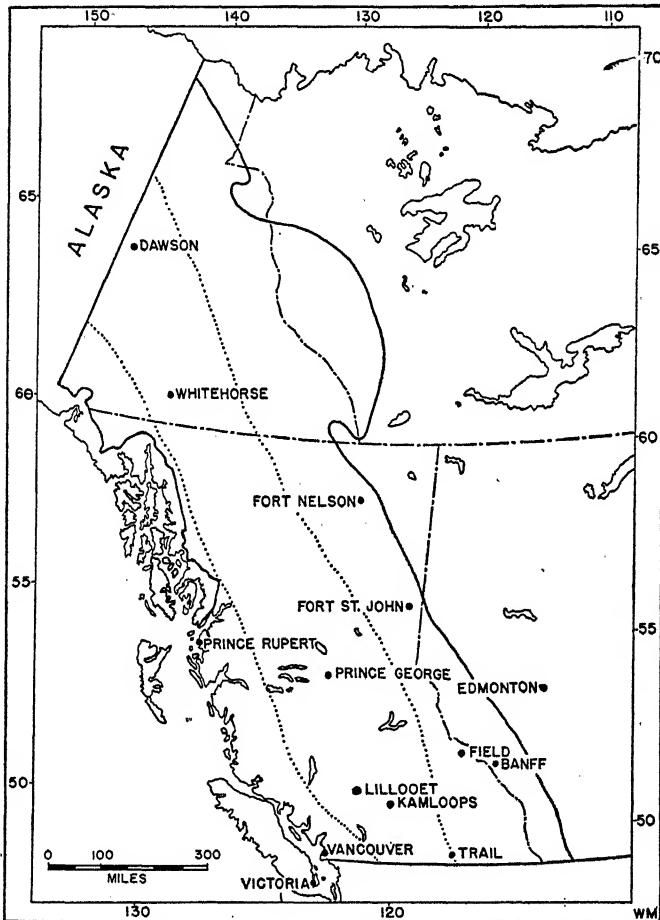 150 140 130 120 110
70
ALASKA
65
65
DAWSON
60
WHITEHORSE
60
FORT NELSON
55
FORT ST. JOHN
55
PRINCE RUPERT
PRINCE GEORGE
EDMONTON
FIELD
BANFF
50
LILLOOET
KAMLOOPS
50
VANCOUVER
TRAIL
0 100 300
MILES
VICTORIA
130 120 WM